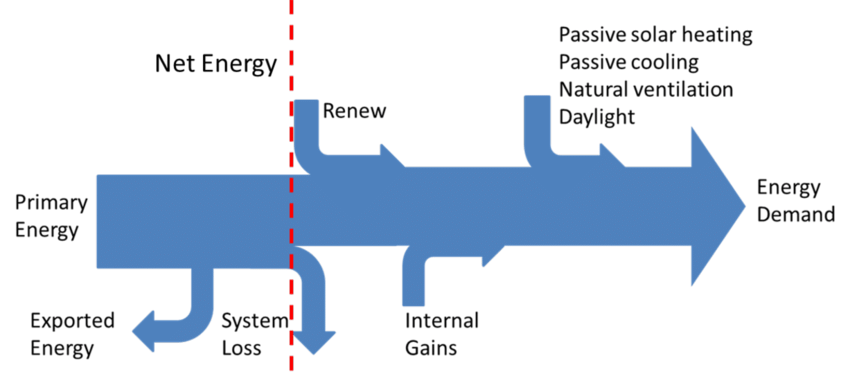 Passive solar heating
Passive cooling
Natural ventilation
Daylight
Net Energy
Renew
Primary
Energy
Energy
Demand
Exported
Energy
System
Loss
Internal
Gains